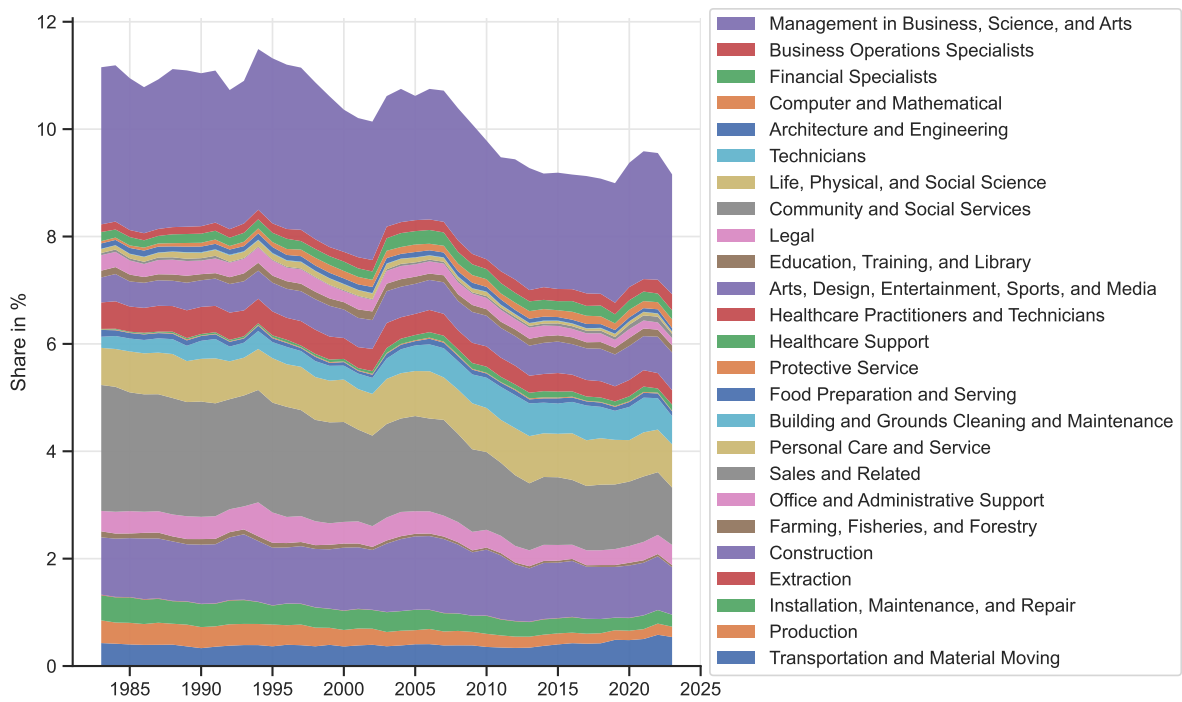 Share in %
12
10
8
6
4
2
0
1985 1990 1995 2000 2005 2010 2015 2020 2025
Management in Business, Science, and Arts
Business Operations Specialists
Financial Specialists
Computer and Mathematical
Architecture and Engineering
Technicians
Life, Physical, and Social Science
Community and Social Services
Legal
Education, Training, and Library
Arts, Design, Entertainment, Sports, and Media
Healthcare Practitioners and Technicians
Healthcare Support
Protective Service
Food Preparation and Serving
Building and Grounds Cleaning and Maintenance
Personal Care and Service
Sales and Related
Office and Administrative Support
Farming, Fisheries, and Forestry
Construction
Extraction
Installation, Maintenance, and Repair
Production
Transportation and Material Moving